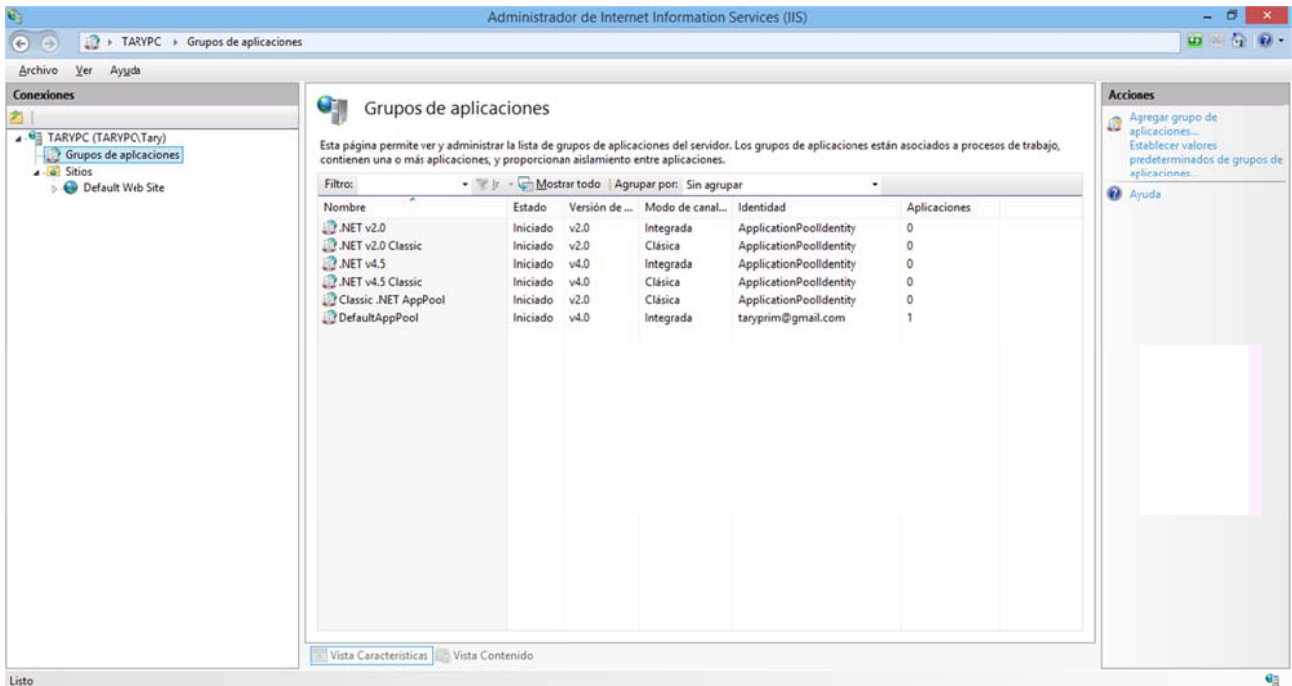 Administrador de Internet Information Services (IIS)
TARYPC Grupos de aplicaciones
Archivo Ver Ayuda
Conexiones
TARYPC (TARYPC\Tary)
Grupos de aplicaciones
Sitios
Default Web Site
Grupos de aplicaciones
Esta página permite ver y administrar la lista de grupos de aplicaciones del servidor. Los grupos de aplicaciones están asociados a procesos de trabajo,
contienen una o más aplicaciones, y proporcionan aislamiento entre aplicaciones.
Filtro: Mostrar todo Agrupar por: Sin agrupar
Nombre Estado Versión de ... Modo de canal... Identidad Aplicaciones
.NET v2.0 Iniciado v2.0 Integrada ApplicationPoolIdentity 0
.NET v2.0 Classic Iniciado v2.0 Clásica ApplicationPoolIdentity 0
.NET v4.5 Iniciado v4.0 Integrada ApplicationPoolIdentity 0
.NET v4.5 Classic Iniciado v4.0 Clásica ApplicationPoolIdentity 0
Classic .NET AppPool Iniciado v2.0 Clásica ApplicationPoolIdentity 0
DefaultAppPool Iniciado v4.0 Integrada taryprim@gmail.com 1
Vista Características Vista Contenido
Acciones
Agregar grupo de
aplicaciones...
Establecer valores
predeterminados de grupos de
aplicaciones...
Ayuda
Listo